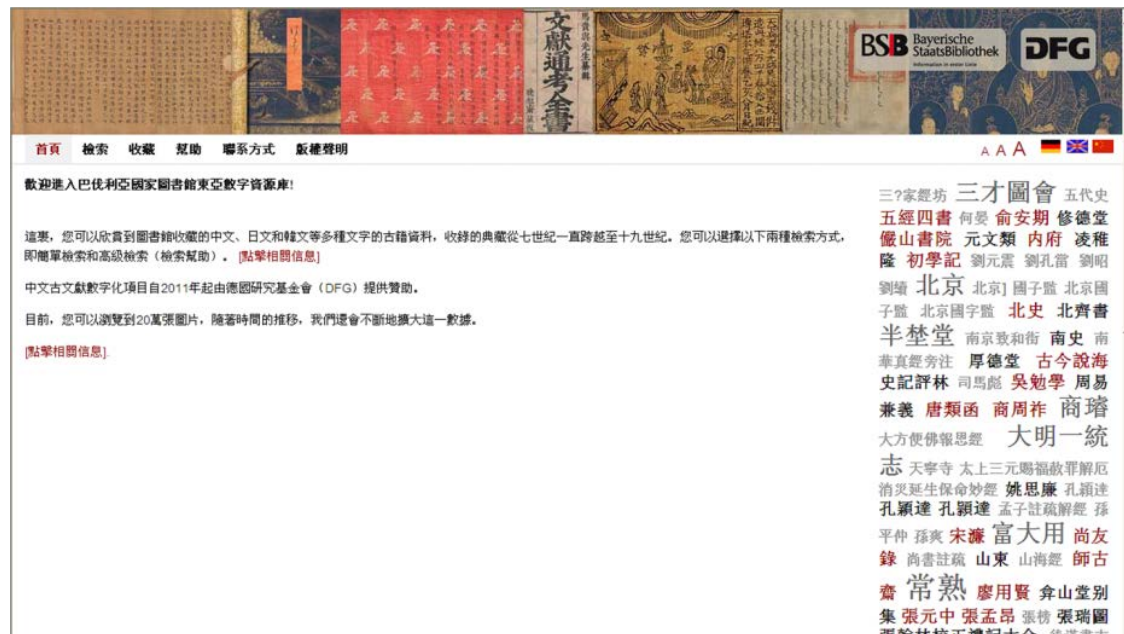 文獻通考全書
BSB Bayerische
StaatsBibliothek
Information in erster Linie
DFG
首頁 檢索 收藏 幫助 聯系方式 版權聲明
A A A
歡迎進入巴伐利亞國家圖書館東亞數字資源庫!
這裏，您可以欣賞到圖書館收藏的中文、日文和韓文等多種文字的古籍資料，收錄的典藏從七世紀一直跨越至十九世紀。您可以選擇以下兩種檢索方式，
即簡單檢索和高級檢索（檢索幫助）。 [點擊相關信息]
中文古文獻數字化項目自2011年起由德國研究基金會（DFG）提供贊助。
目前，您可以瀏覽到20萬張圖片，隨著時間的推移，我們還會不斷地擴大這一數據。
[點擊相關信息].
三?家經坊 三才圖會 五代史
五經四書 何晏 俞安期 修德堂
儼山書院 元文類 内府 凌稚
隆 初學記 劉元震 劉孔當 劉昭
劉績 北京 北京] 國子監 北京國
子監 北京國字監 北史 北齊書
半埜堂 南京致和街 南史 南
華真經旁注 厚德堂 古今說海
史記評林 司馬彪 吳勉學 周易
兼義 唐類函 商周祚 商璿
大方便佛報恩經 大明一統
志 天寧寺 太上三元賜福赦罪解厄
消災延生保命妙經 姚思廉 孔穎達
孔穎達 孔穎達 孟子註疏解經 孫
平仲 孫奭 宋濂 富大用 尚友
錄 尚書註疏 山東 山海經 師古
齋 常熟 廖用賢 弇山堂别
集 張元中 張孟昂 張榜 張瑞圖